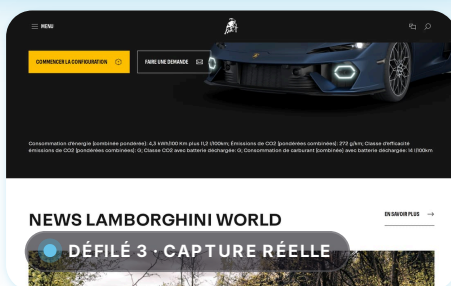 MENU
COMMENCER LA CONFIGURATION
FAIRE UNE DEMANDE
Consommation d'énergie (combinée pondérée): 4,3 kWh/100 Km plus 11,2 l/100km; Émissions de CO2 (pondérées combinées): 272 g/km; Classe d'efficacité
émissions de CO2 (pondérées combinées): G; Classe CO2 avec batterie déchargée: G; Consommation de carburant (combinée) avec batterie déchargée: 14 l/100km
NEWS LAMBORGHINI WORLD
EN SAVOIR PLUS
DÉFILÉ 3 · CAPTURE RÉELLE